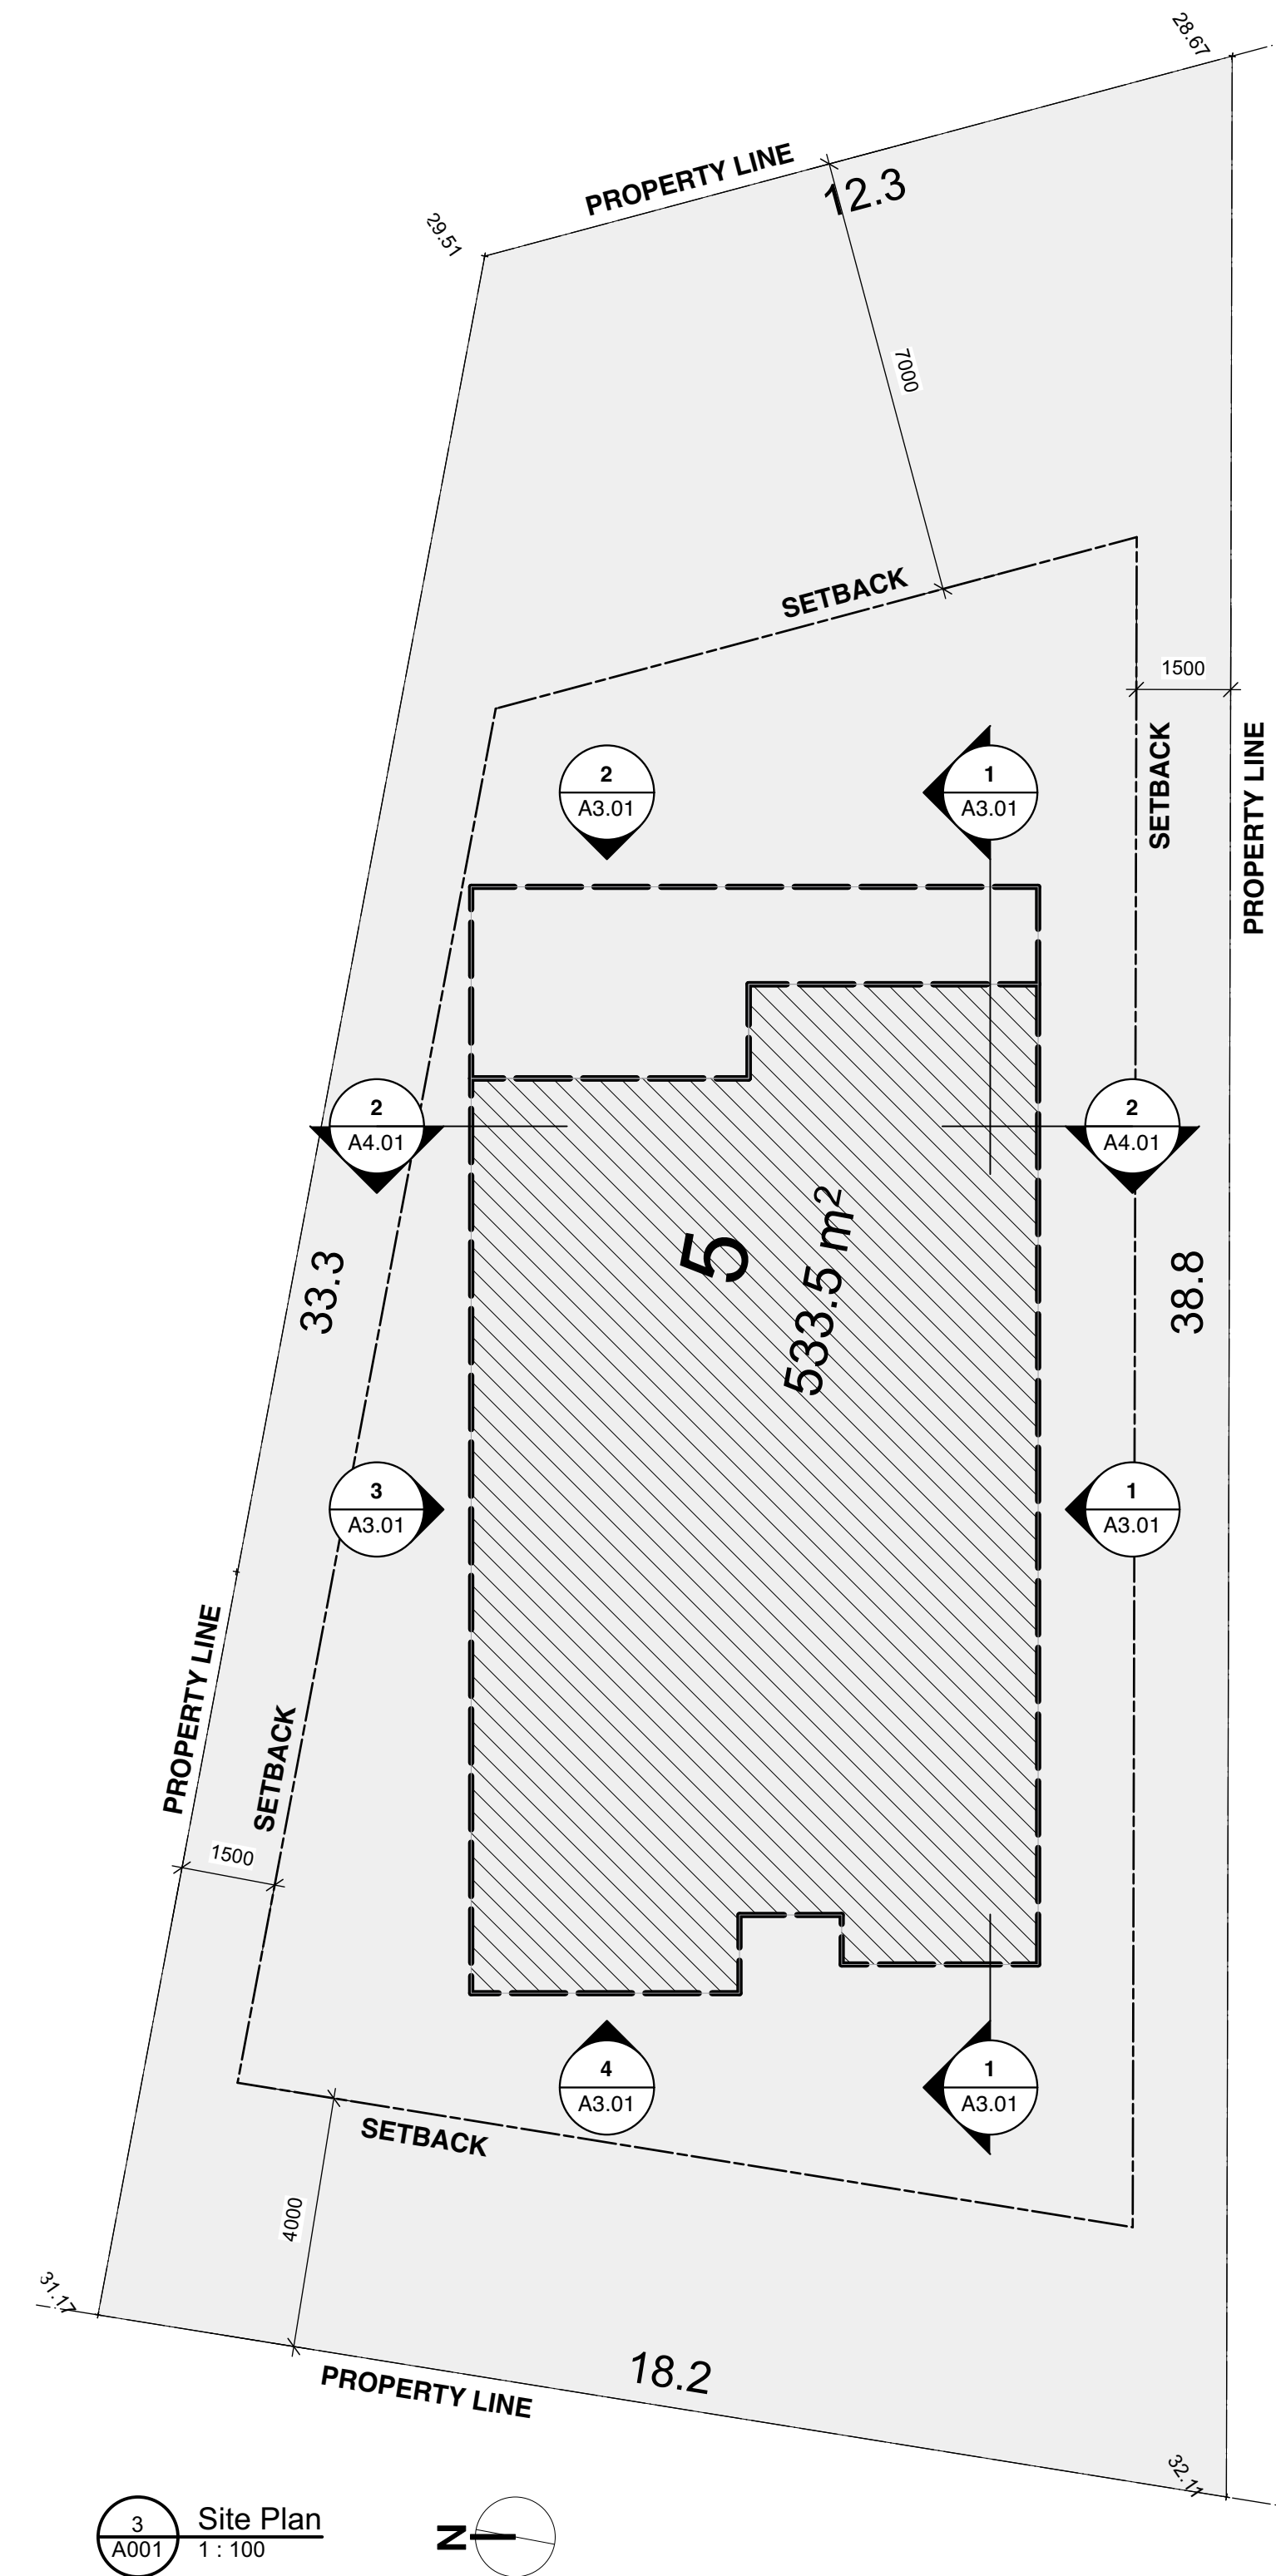 28.67
PROPERTY LINE
12.3
29.51
7000
SETBACK
1500
SETBACK
PROPERTY LINE
2
A3.01
1
A3.01
2
A4.01
2
A4.01
5
533.5 m²
33.3
38.8
3
A3.01
1
A3.01
PROPERTY LINE
SETBACK
1500
4
A3.01
1
A3.01
SETBACK
4000
31.17
18.2
PROPERTY LINE
32.11
3
A001
Site Plan
1 : 100
N